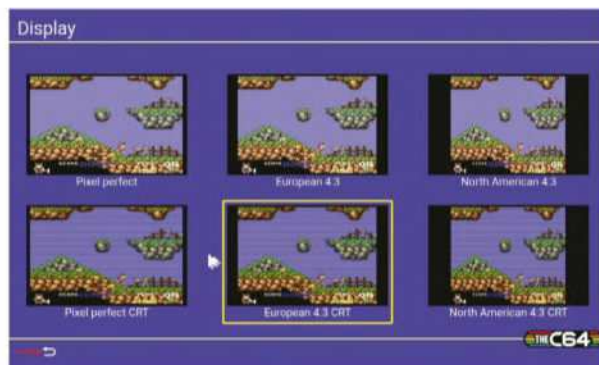 Display
Pixel perfect
European 4:3
North American 4:3
Pixel perfect CRT
European 4:3 CRT
North American 4:3 CRT
THEC64